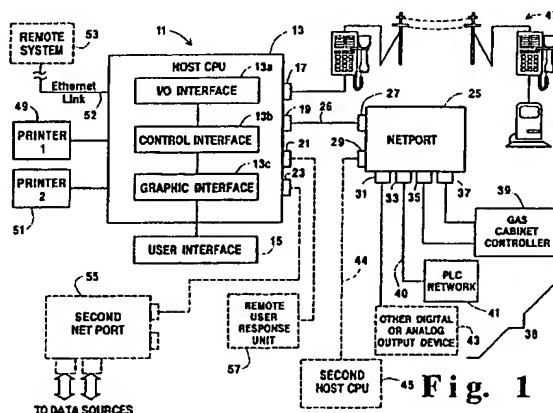 11
13
REMOTE SYSTEM
53
Ethernet Link
52
HOST CPU
13a
I/O INTERFACE
13b
CONTROL INTERFACE
13c
GRAPHIC INTERFACE
USER INTERFACE
15
17
19
21
23
26
27
29
25
NETPORT
31
33
35
37
39
GAS CABINET CONTROLLER
49
PRINTER 1
PRINTER 2
51
55
SECOND NET PORT
TO DATA SOURCES
REMOTE USER RESPONSE UNIT
57
44
40
PLC NETWORK
41
OTHER DIGITAL OR ANALOG OUTPUT DEVICE
43
38
SECOND HOST CPU
45
Fig. 1